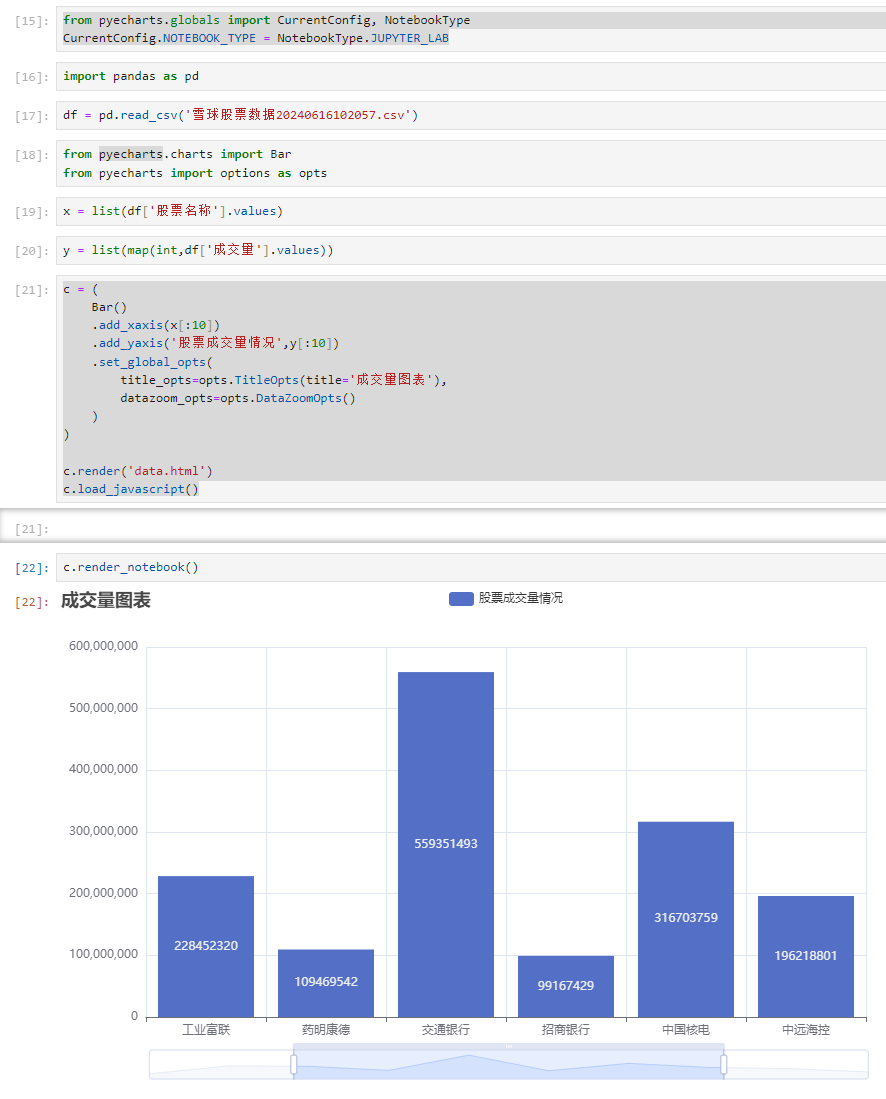 [15]: from pyecharts.globals import CurrentConfig, NotebookType
CurrentConfig.NOTEBOOK_TYPE = NotebookType.JUPYTER_LAB
[16]: import pandas as pd
[17]: df = pd.read_csv('雪球股票数据20240616102057.csv')
[18]: from pyecharts.charts import Bar
from pyecharts import options as opts
[19]: x = list(df['股票名称'].values)
[20]: y = list(map(int,df['成交量'].values))
[21]: c = (
    Bar()
    .add_xaxis(x[:10])
    .add_yaxis('股票成交量情况',y[:10])
    .set_global_opts(
        title_opts=opts.TitleOpts(title='成交量图表'),
        datazoom_opts=opts.DataZoomOpts()
    )
)
c.render('data.html')
c.load_javascript()
[21]:
[22]: c.render_notebook()
[22]: 成交量图表 股票成交量情况
600,000,000
500,000,000
400,000,000
300,000,000
200,000,000
100,000,000
0
559351493
316703759
228452320
196218801
109469542
99167429
工业富联 药明康德 交通银行 招商银行 中国核电 中远海控